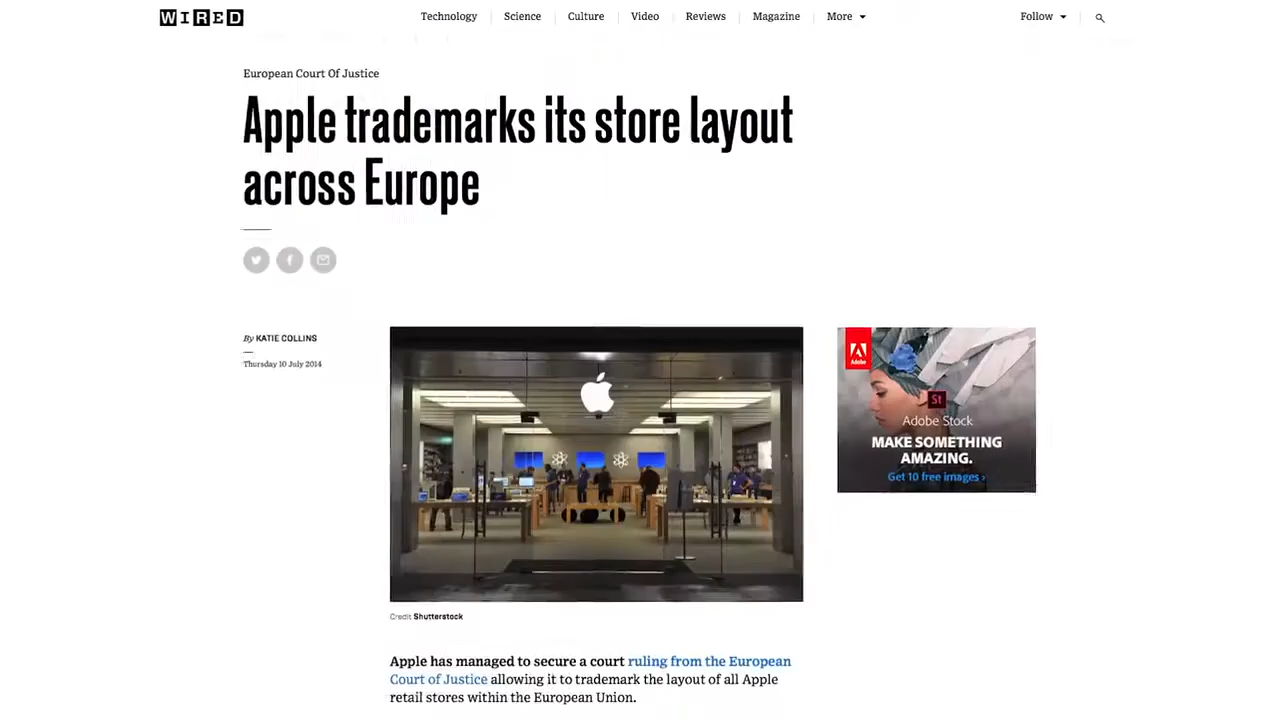 WIRED
Technology
Science
Culture
Video
Reviews
Magazine
More
Follow
European Court Of Justice
Apple trademarks its store layout
across Europe
By KATIE COLLINS
Thursday 10 July 2014
Adobe
St
Adobe Stock
MAKE SOMETHING
AMAZING.
Get 10 free images ›
Credit Shutterstock
Apple has managed to secure a court ruling from the European
Court of Justice allowing it to trademark the layout of all Apple
retail stores within the European Union.